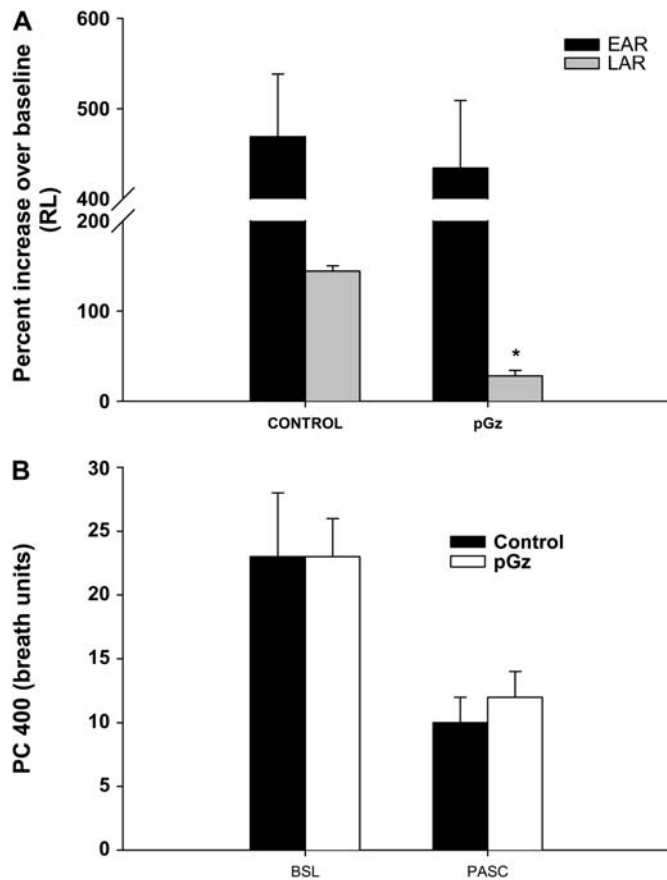 A
600
500
400
200
100
0
Percent increase over baseline
(RL)
EAR
LAR
*
CONTROL
pGz
B
30
25
20
15
10
5
0
PC 400 (breath units)
Control
pGz
BSL
PASC